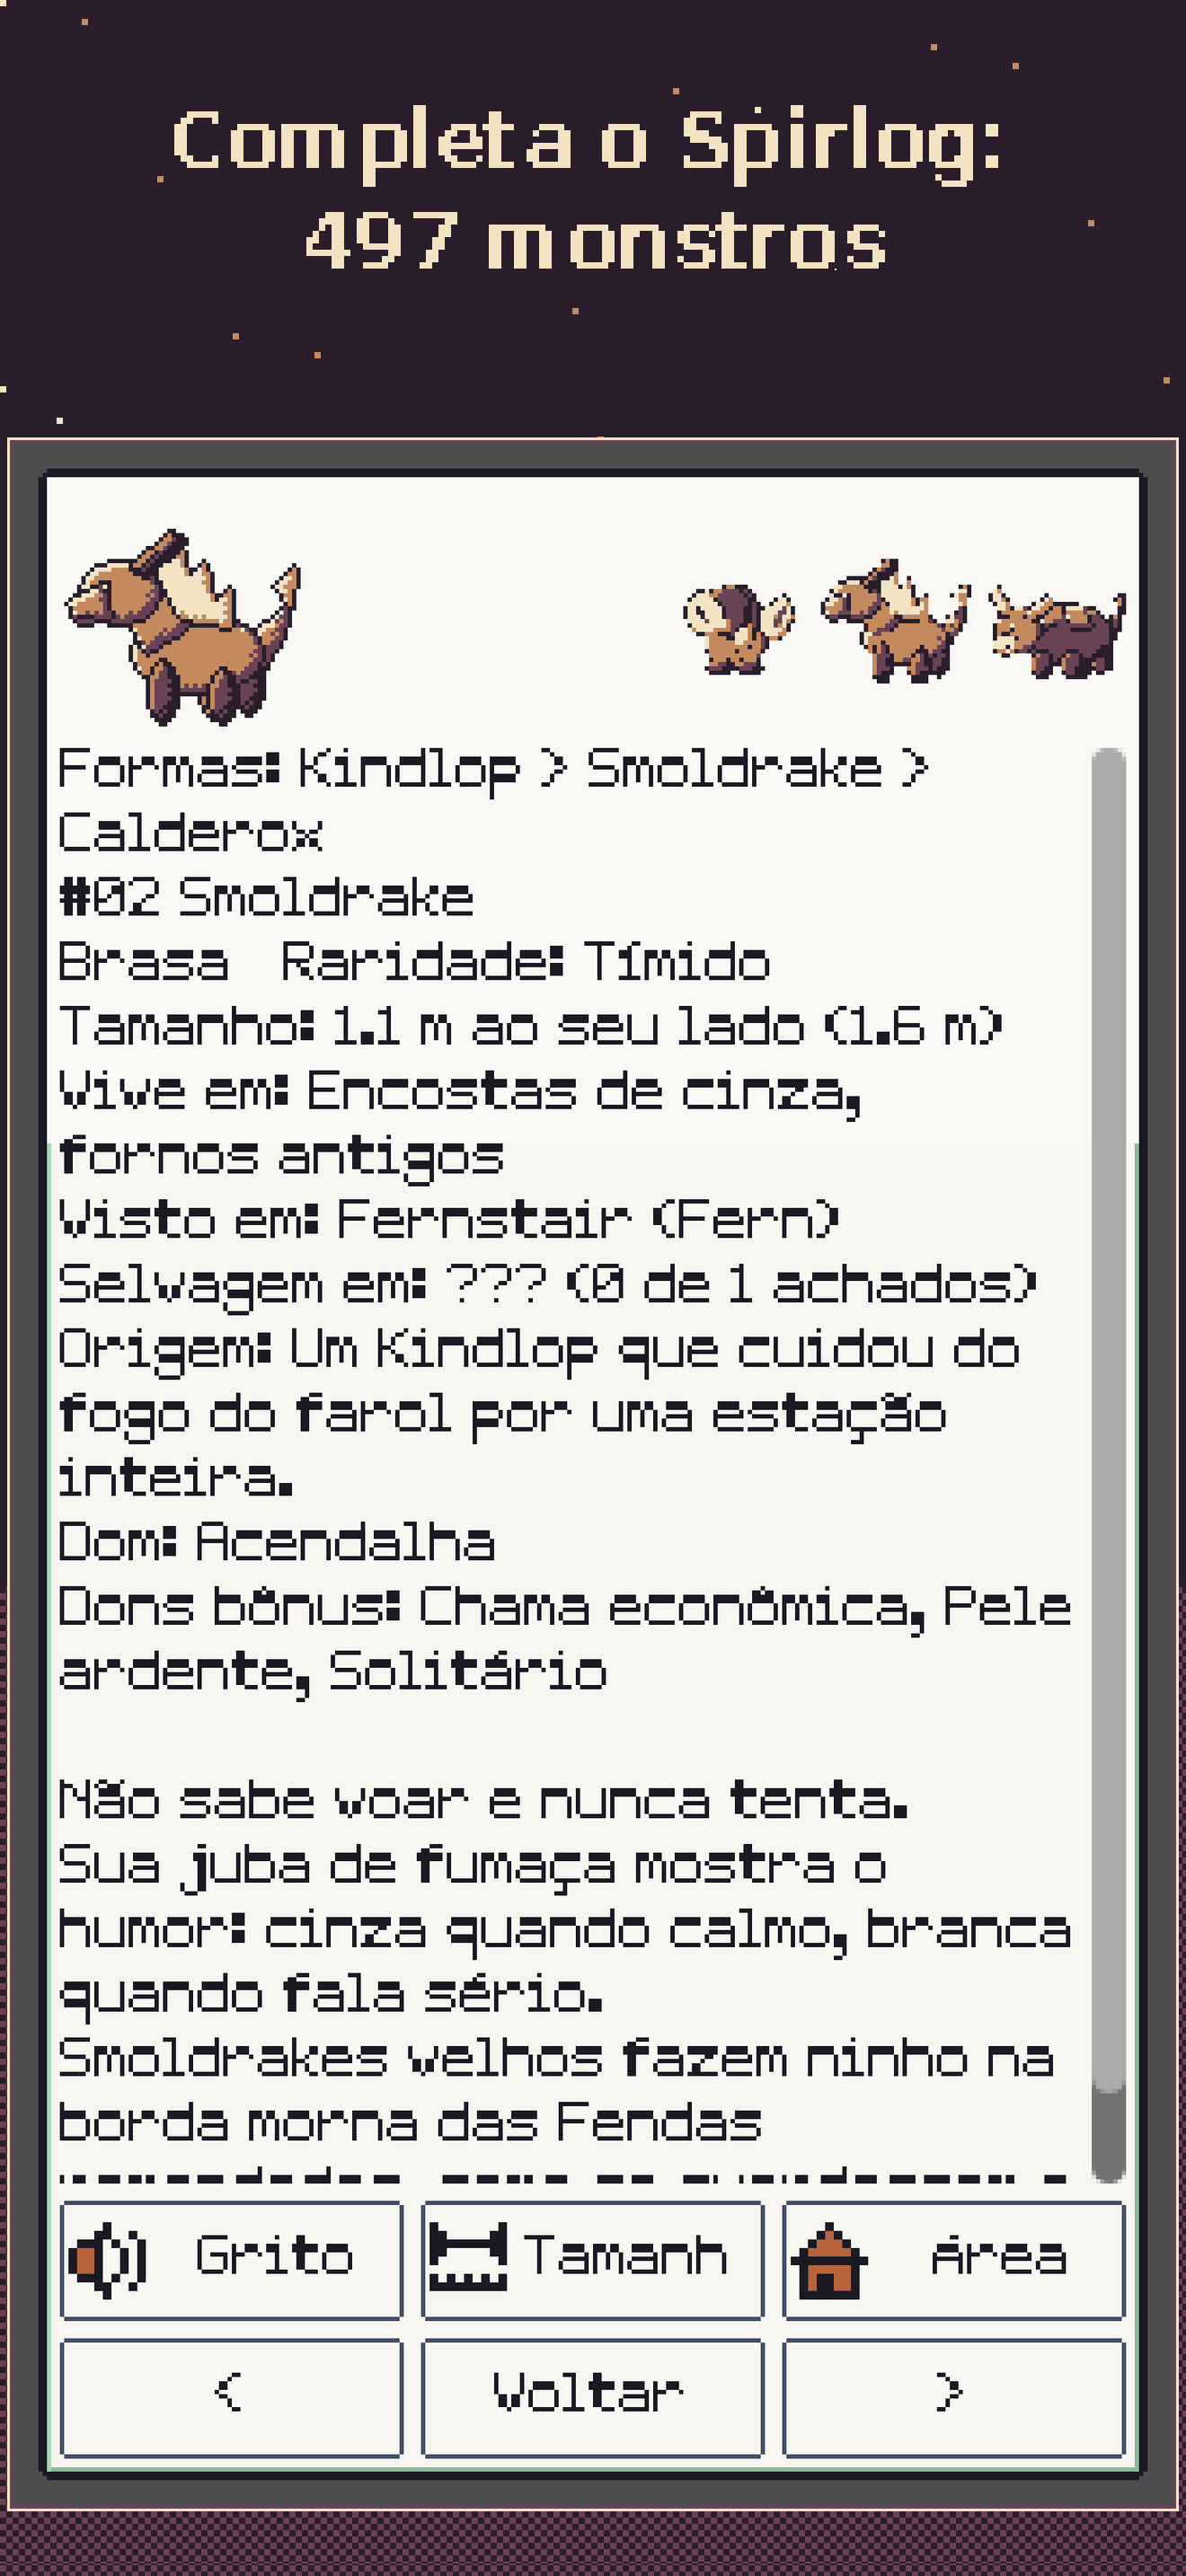 Completa o Spirlog:
497 monstros
Formas: Kindlop > Smoldrake >
Calderox
#02 Smoldrake
Brasa Raridade: Tímido
Tamanho: 1.1 m ao seu lado (1.6 m)
Vive em: Encostas de cinza,
fornos antigos
Visto em: Fernstair (Fern)
Selvagem em: ??? (0 de 1 achados)
Origem: Um Kindlop que cuidou do
fogo do farol por uma estação
inteira.
Dom: Acendalha
Dons bônus: Chama econômica, Pele
ardente, Solitário
Não sabe voar e nunca tenta.
Sua juba de fumaça mostra o
humor: cinza quando calmo, branca
quando fala sério.
Smoldrakes velhos fazem ninho na
borda morna das Fendas
Grito
Tamanh
Área
<
Voltar
>